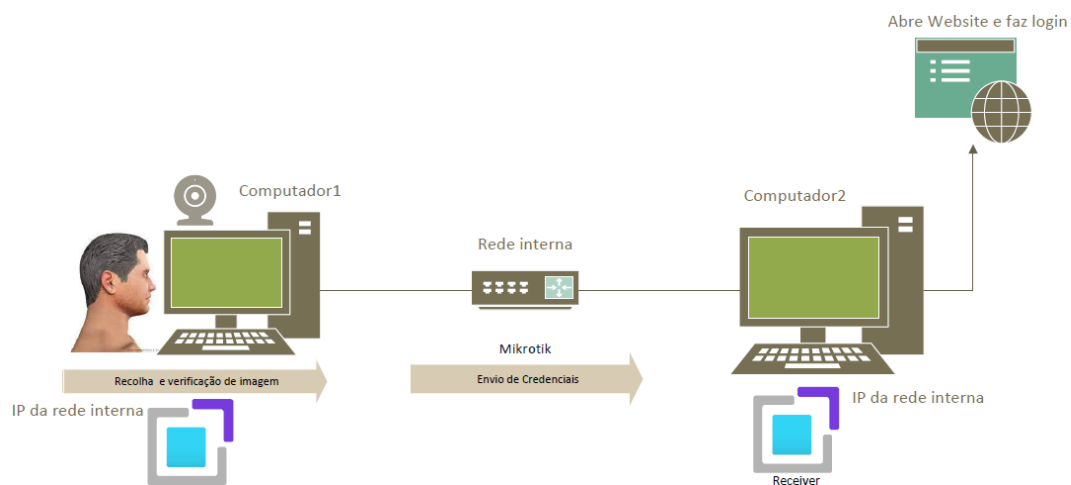 Abre Website e faz login
Computador1
Computador2
Rede interna
Mikrotik
Recolha e verificação de imagem
Envio de Credenciais
IP da rede interna
IP da rede interna
Receiver